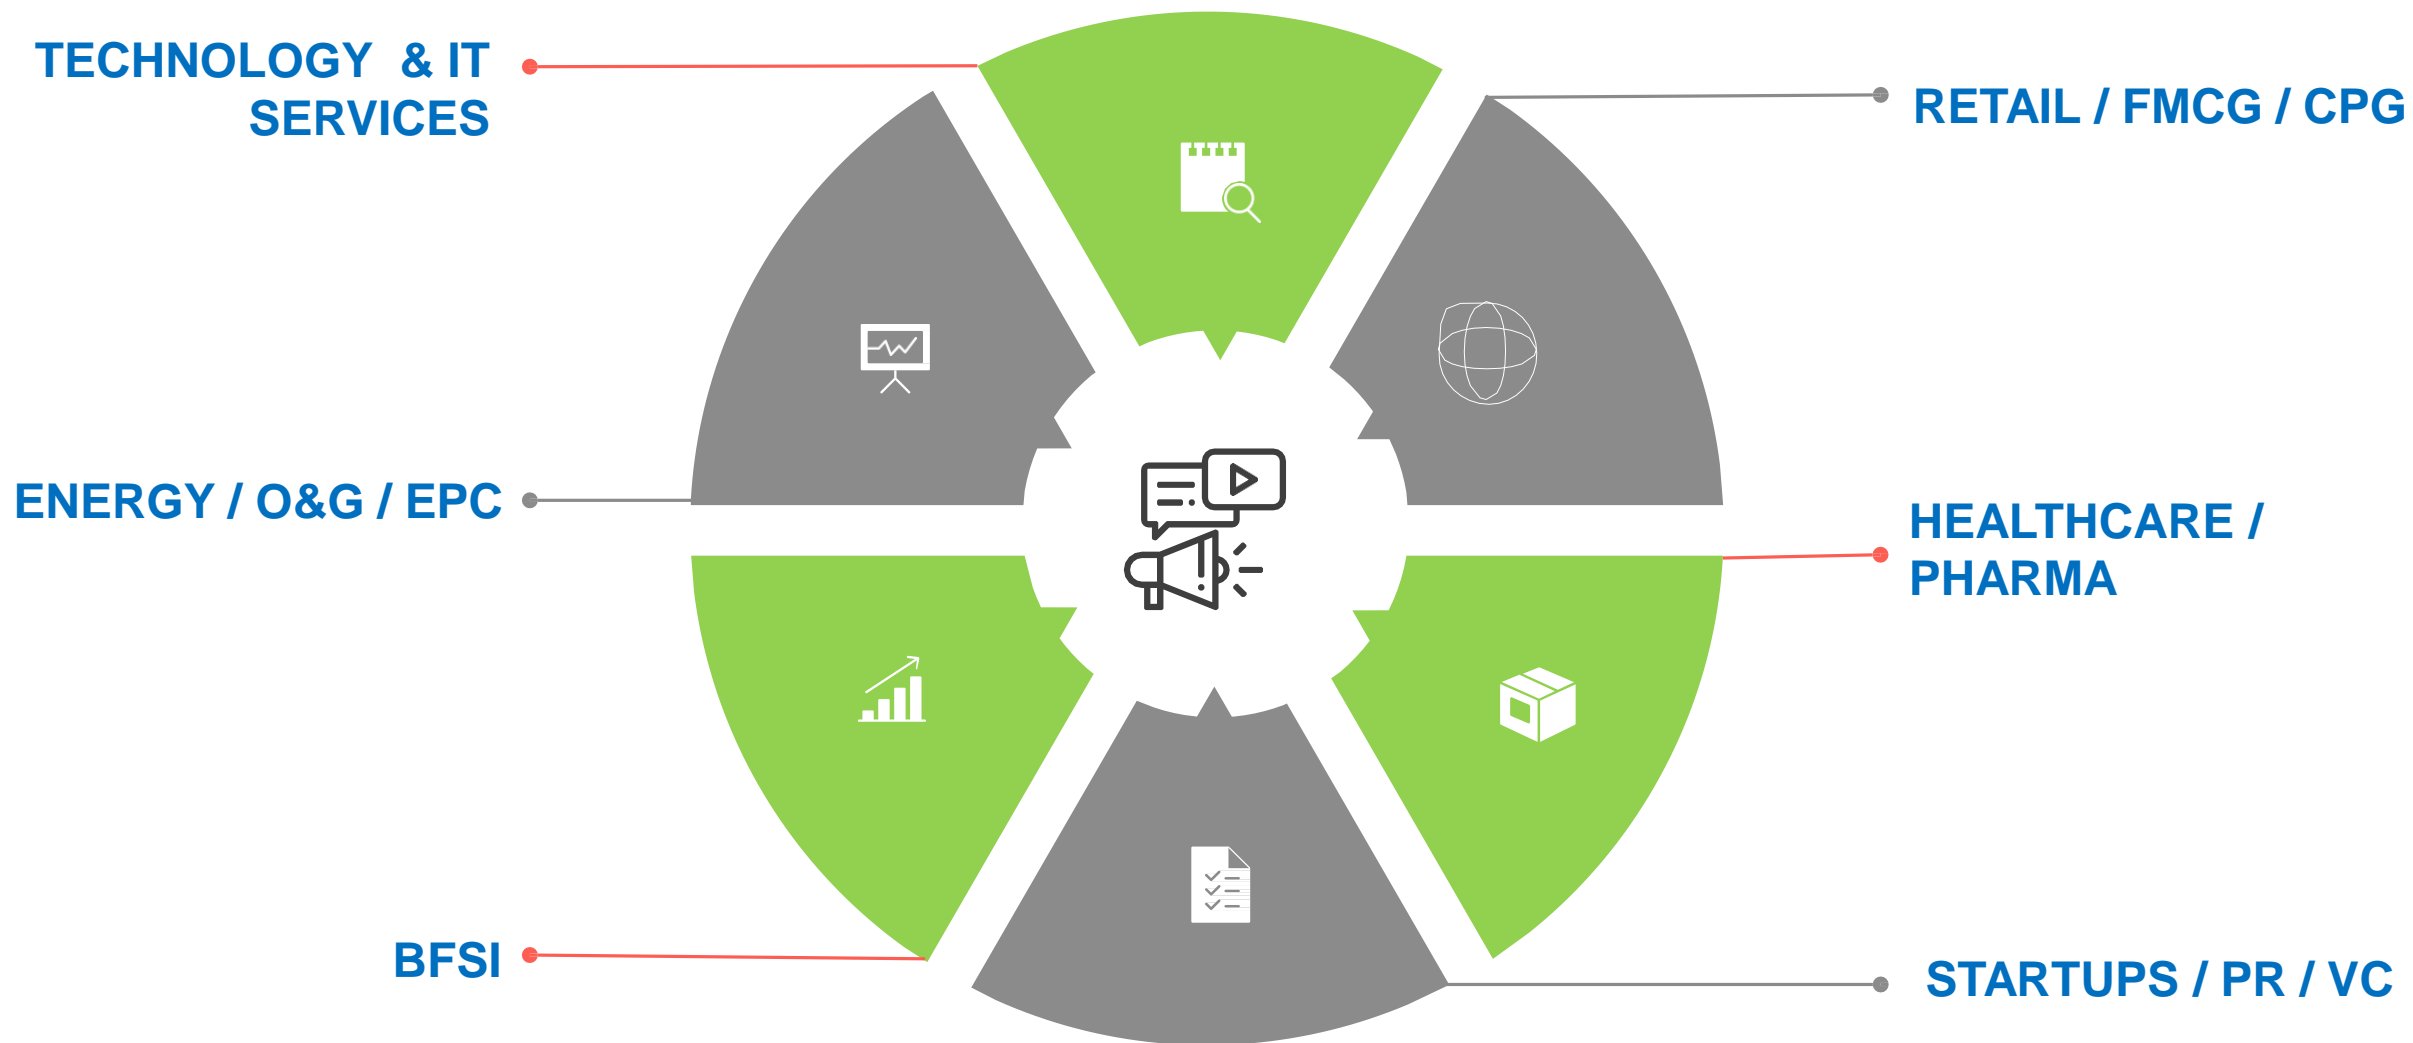 TECHNOLOGY & IT
SERVICES
RETAIL / FMCG / CPG
ENERGY / O&G / EPC
HEALTHCARE /
PHARMA
BFSI
STARTUPS / PR / VC